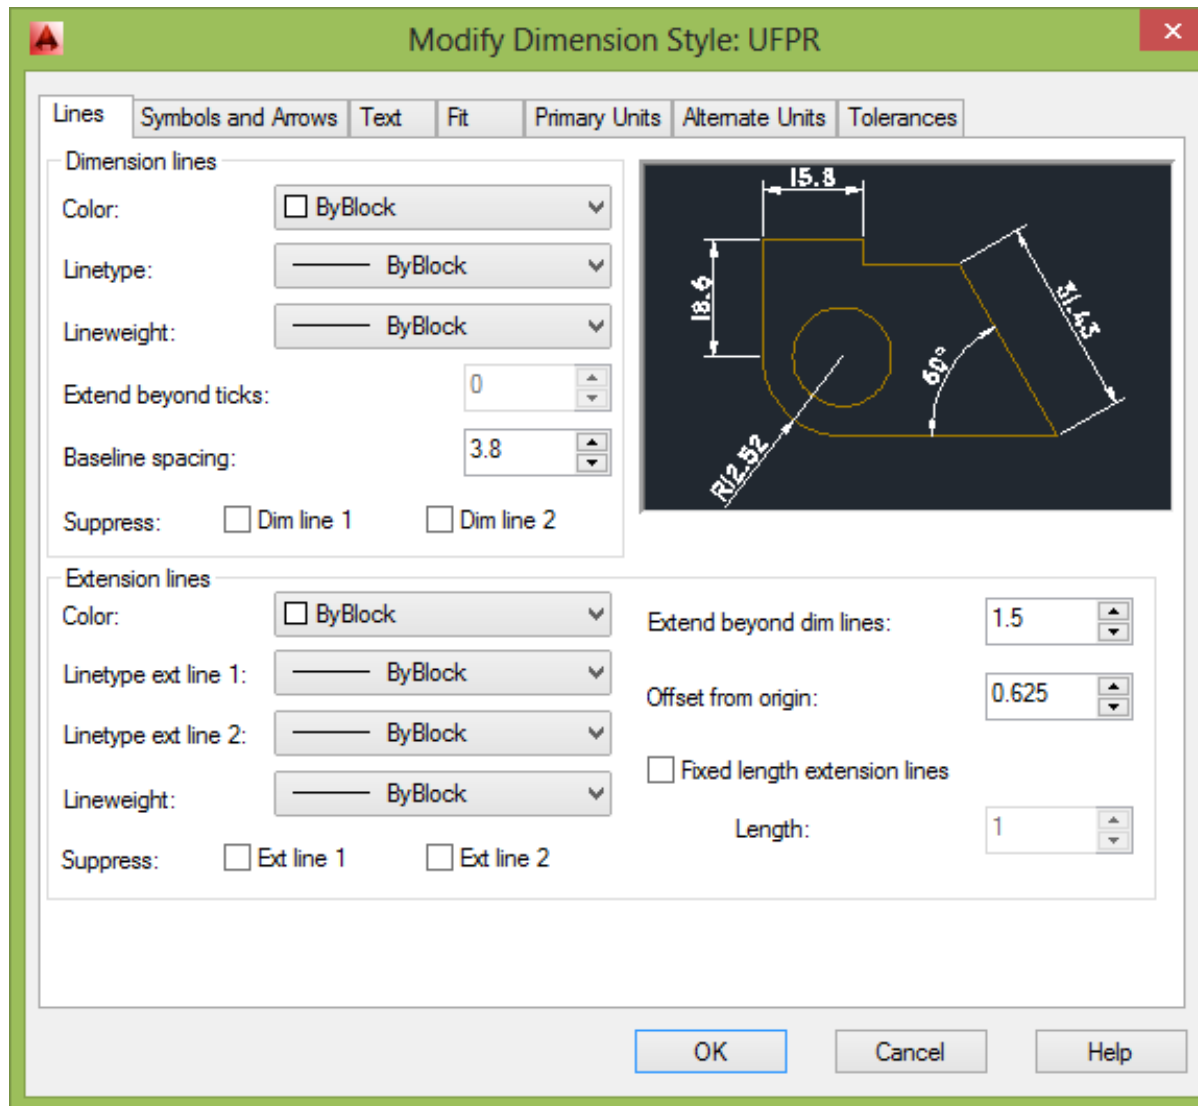 Modify Dimension Style: UFPR
Lines
Symbols and Arrows
Text
Fit
Primary Units
Alternate Units
Tolerances
Dimension lines
Color:
ByBlock
Linetype:
ByBlock
Lineweight:
ByBlock
Extend beyond ticks:
0
Baseline spacing:
3.8
Suppress:
Dim line 1
Dim line 2
15.8
18.6
31.43
60°
R12.52
Extension lines
Color:
ByBlock
Linetype ext line 1:
ByBlock
Linetype ext line 2:
ByBlock
Lineweight:
ByBlock
Suppress:
Ext line 1
Ext line 2
Extend beyond dim lines:
1.5
Offset from origin:
0.625
Fixed length extension lines
Length:
1
OK
Cancel
Help